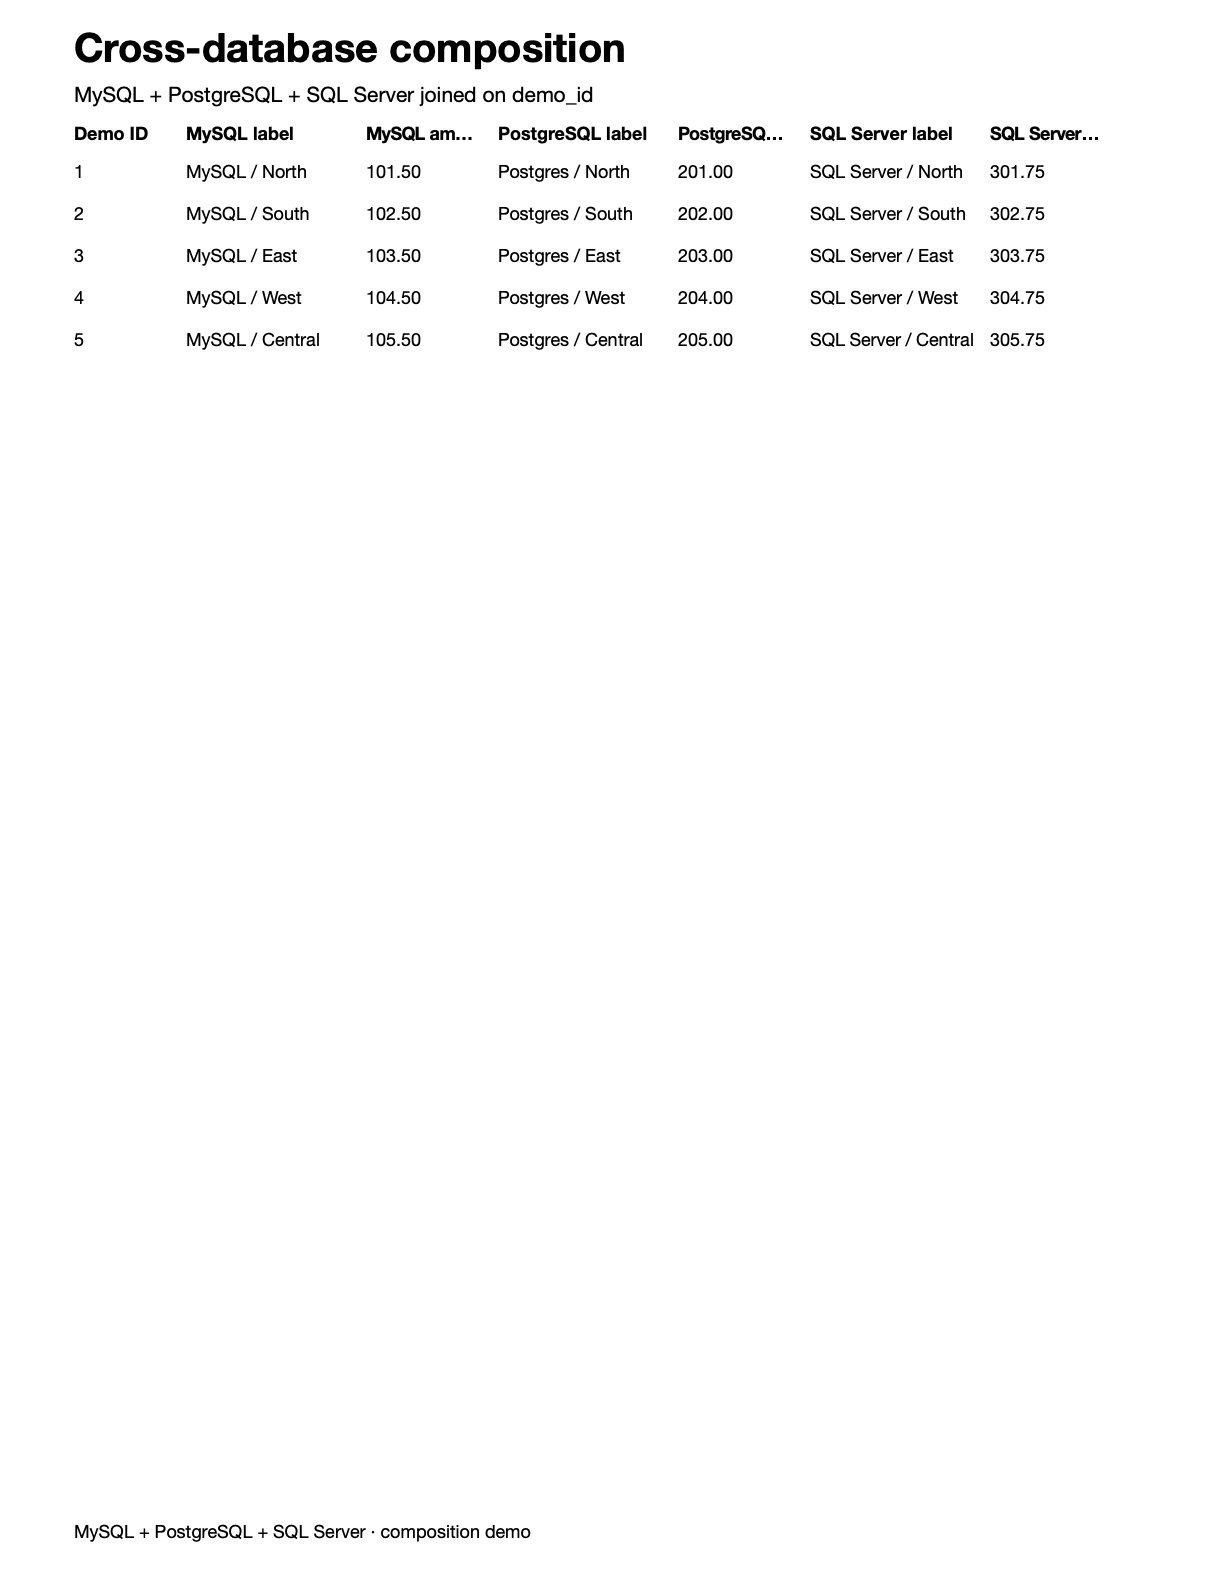 Cross-database composition
MySQL + PostgreSQL + SQL Server joined on demo_id
Demo ID MySQL label MySQL am… PostgreSQL label PostgreSQ… SQL Server label SQL Server…
1 MySQL / North 101.50 Postgres / North 201.00 SQL Server / North 301.75
2 MySQL / South 102.50 Postgres / South 202.00 SQL Server / South 302.75
3 MySQL / East 103.50 Postgres / East 203.00 SQL Server / East 303.75
4 MySQL / West 104.50 Postgres / West 204.00 SQL Server / West 304.75
5 MySQL / Central 105.50 Postgres / Central 205.00 SQL Server / Central 305.75
MySQL + PostgreSQL + SQL Server · composition demo